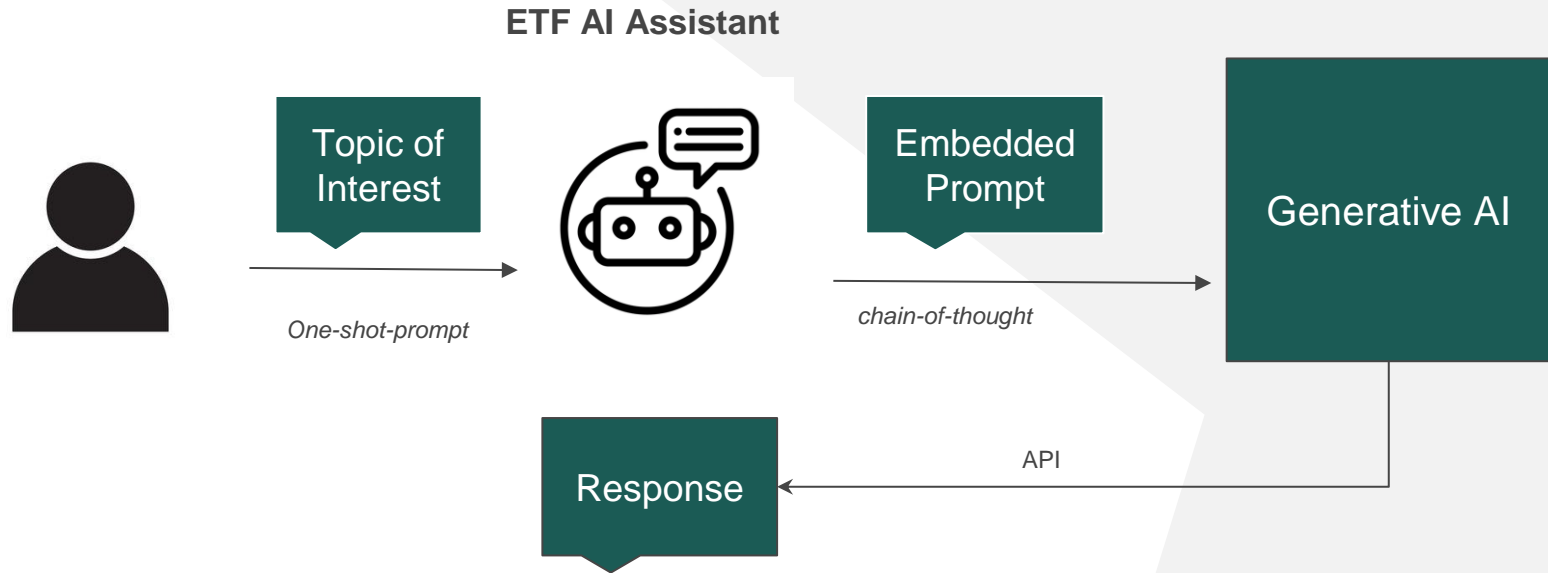 ETF AI Assistant
Topic of
Interest
One-shot-prompt
Embedded
Prompt
chain-of-thought
Generative AI
API
Response